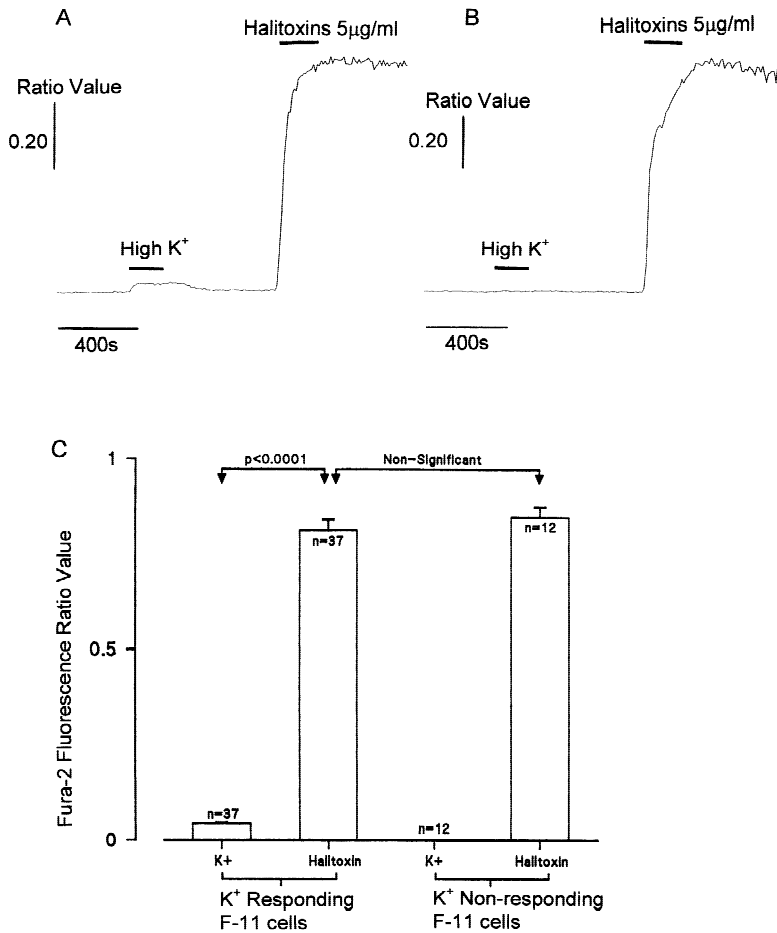 A
Halitoxins 5µg/ml
Ratio Value
0.20
High K⁺
400s
B
Halitoxins 5µg/ml
Ratio Value
0.20
High K⁺
400s
C
Fura-2 Fluorescence Ratio Value
1
0.5
0
p<0.0001
Non-Significant
n=37
n=37
n=12
n=12
K+
Halitoxin
K+
Halitoxin
K⁺ Responding
F-11 cells
K⁺ Non-responding
F-11 cells